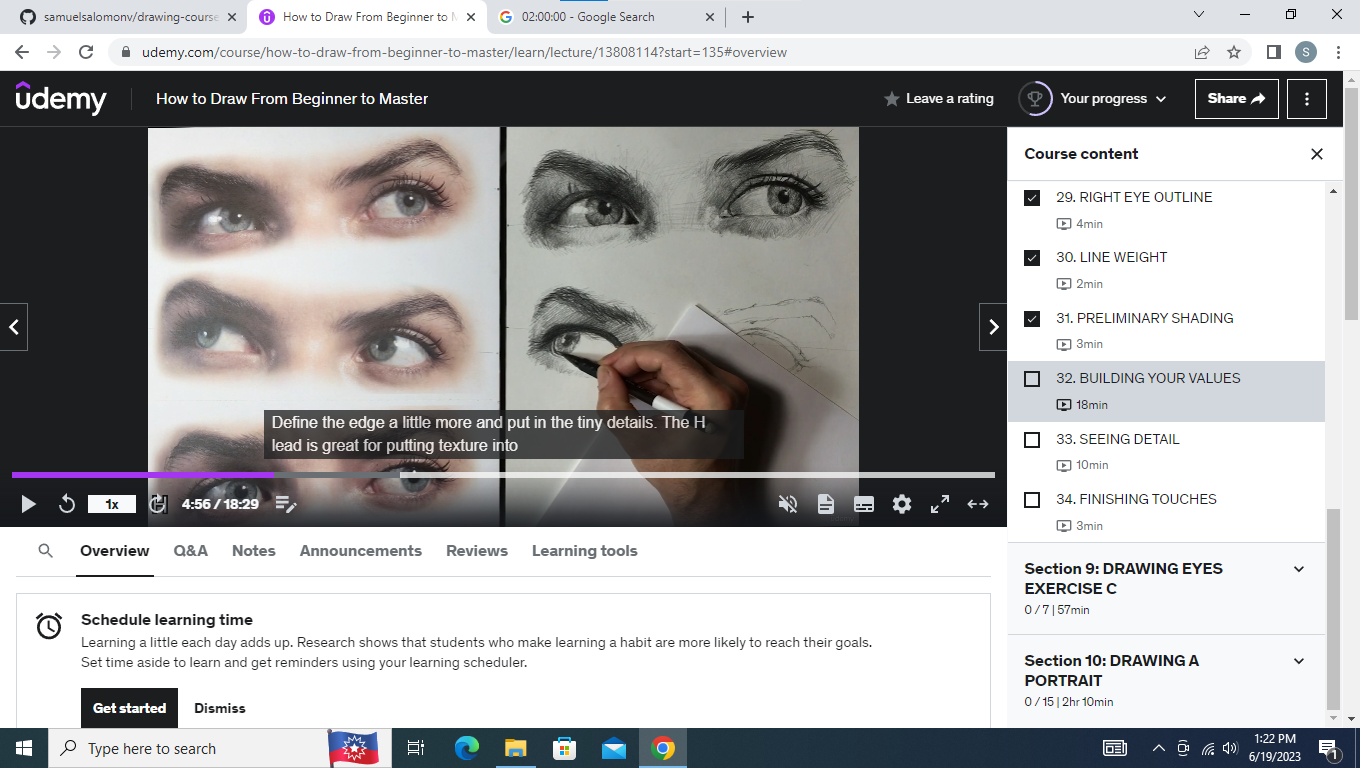 samuelsalomonv/drawing-course
How to Draw From Beginner to M
02:00:00 - Google Search
udemy.com/course/how-to-draw-from-beginner-to-master/learn/lecture/13808114?start=135#overview
S
udemy
How to Draw From Beginner to Master
Leave a rating
Your progress
Share
Define the edge a little more and put in the tiny details. The H
lead is great for putting texture into
1x
4:56 / 18:29
Course content
29. RIGHT EYE OUTLINE
4min
30. LINE WEIGHT
2min
31. PRELIMINARY SHADING
3min
32. BUILDING YOUR VALUES
18min
33. SEEING DETAIL
10min
34. FINISHING TOUCHES
3min
Section 9: DRAWING EYES
EXERCISE C
0 / 7 | 57min
Section 10: DRAWING A
PORTRAIT
0 / 15 | 2hr 10min
Overview
Q&A
Notes
Announcements
Reviews
Learning tools
Schedule learning time
Learning a little each day adds up. Research shows that students who make learning a habit are more likely to reach their goals.
Set time aside to learn and get reminders using your learning scheduler.
Get started
Dismiss
Type here to search
1:22 PM
6/19/2023
1